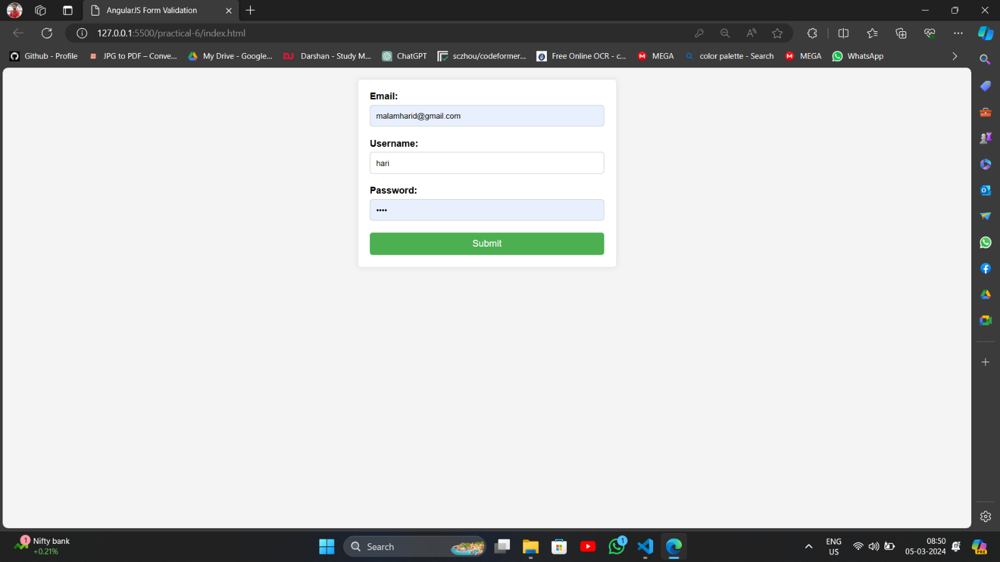 AngularJS Form Validation
127.0.0.1:5500/practical-6/index.html
Github - Profile
JPG to PDF – Conve...
My Drive - Google...
DU
Darshan - Study M...
ChatGPT
sczhou/codeformer...
Free Online OCR - c...
M
MEGA
color palette - Search
M
MEGA
WhatsApp
Email:
malamharid@gmail.com
Username:
hari
Password:
••••
Submit
1
Nifty bank
+0.21%
Search
1
ENG
US
08:50
05-03-2024
PRE